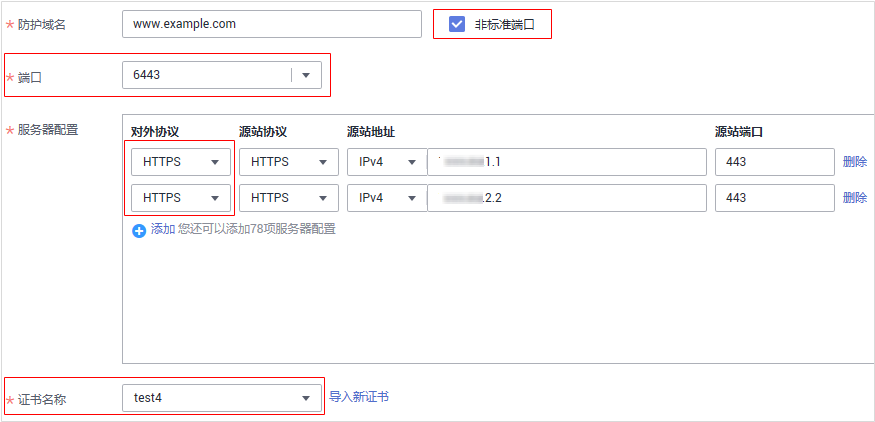 * 防护域名 www.example.com 非标准端口
* 端口 6443
* 服务器配置 对外协议 源站协议 源站地址 源站端口
HTTPS HTTPS IPv4 1.1 443 删除
HTTPS HTTPS IPv4 .2.2 443 删除
添加 您还可以添加78项服务器配置
* 证书名称 test4 导入新证书